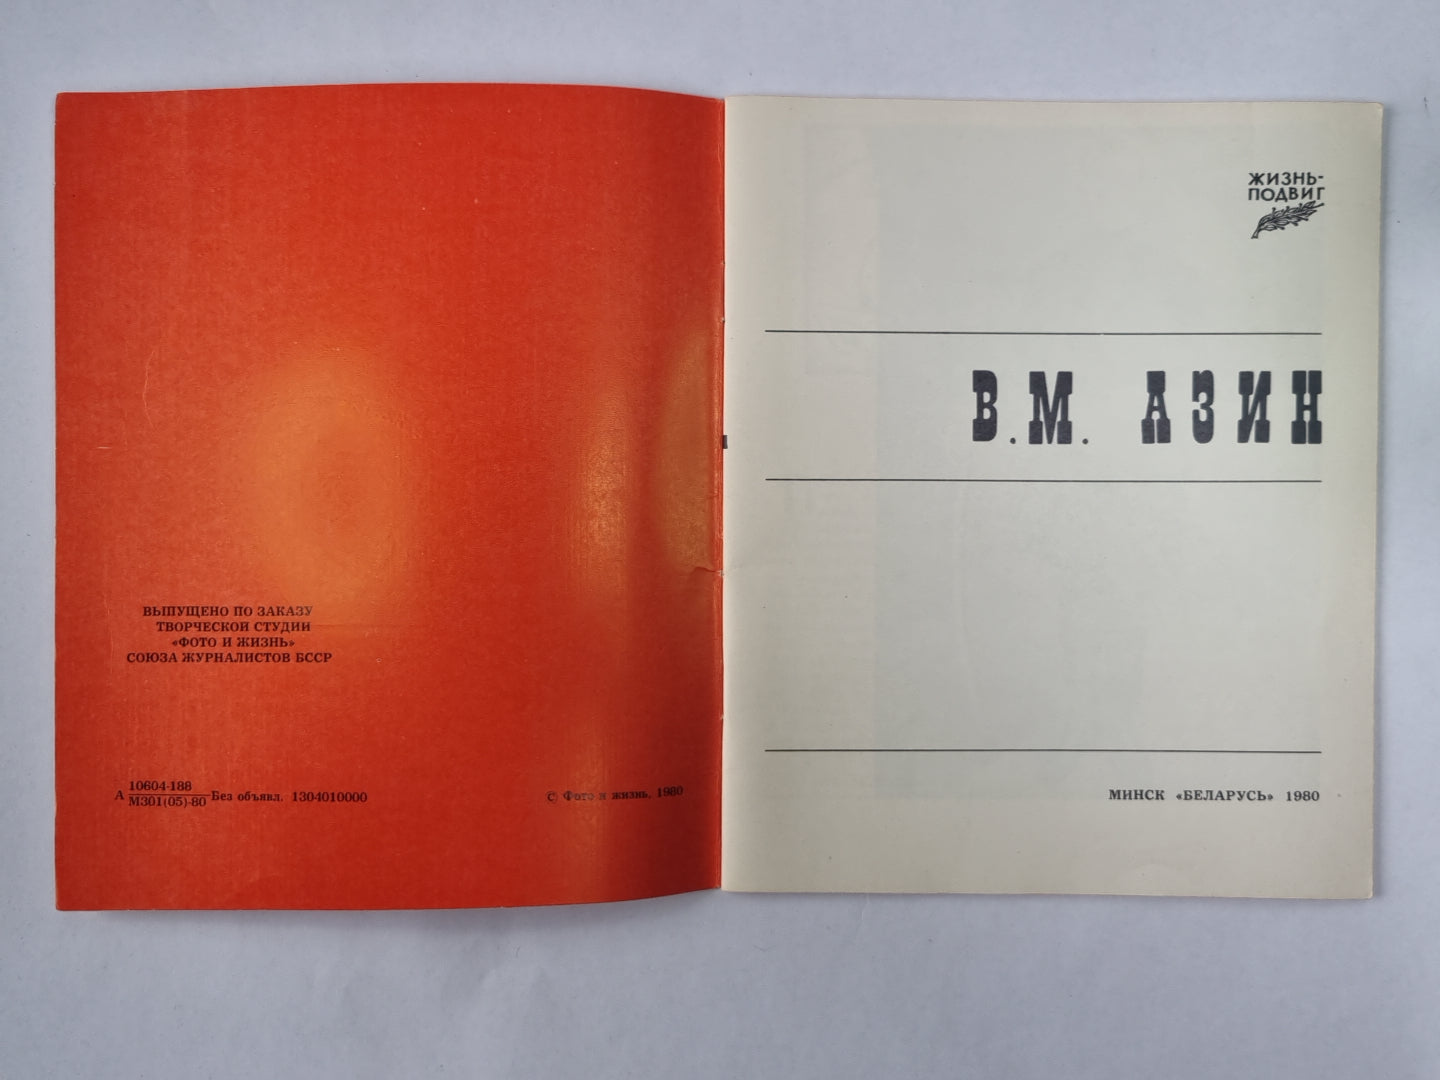 ВЫПУЩЕНО ПО ЗАКАЗУ
ТВОРЧЕСКОЙ СТУДИИ
«ФОТО И ЖИЗНЬ»
СОЮЗА ЖУРНАЛИСТОВ БССР
А 10604-188
М301(05)-80 Без объявл. 1304010000
© Фото и жизнь, 1980
ЖИЗНЬ-
ПОДВИГ
В.М. АЗИН
МИНСК «БЕЛАРУСЬ» 1980